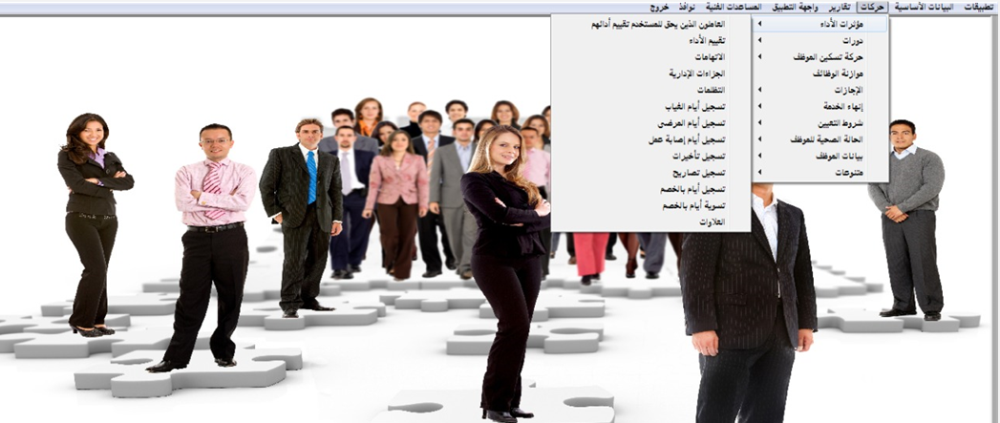 تطبيقات البيانات الأساسية حركات تقارير واجهة التطبيق المساعدات الفنية نوافذ خروج
مؤثرات الأداء
دورات
حركة تسكين الموظف
موازنة الوظائف
الإجازات
إنهاء الخدمة
شروط التعيين
الحالة الصحية للموظف
بيانات الموظف
متنوعات
العاملون الذين يحق للمستخدم تقييم أدائهم
تقييم الأداء
الاتهامات
الجزاءات الإدارية
التظلمات
تسجيل أيام الغياب
تسجيل أيام المرضى
تسجيل أيام إصابة عمل
تسجيل تأخيرات
تسجيل تصاريح
تسجيل أيام بالخصم
تسوية أيام بالخصم
العلاوات